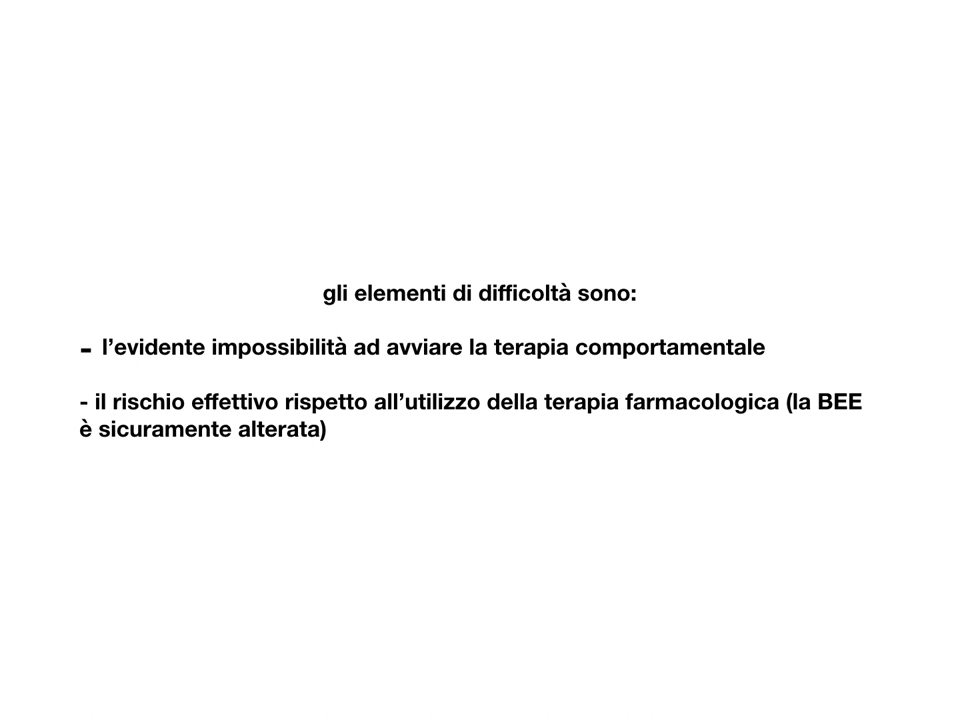 gli elementi di difficoltà sono:
- l’evidente impossibilità ad avviare la terapia comportamentale
- il rischio effettivo rispetto all’utilizzo della terapia farmacologica (la BEE
è sicuramente alterata)